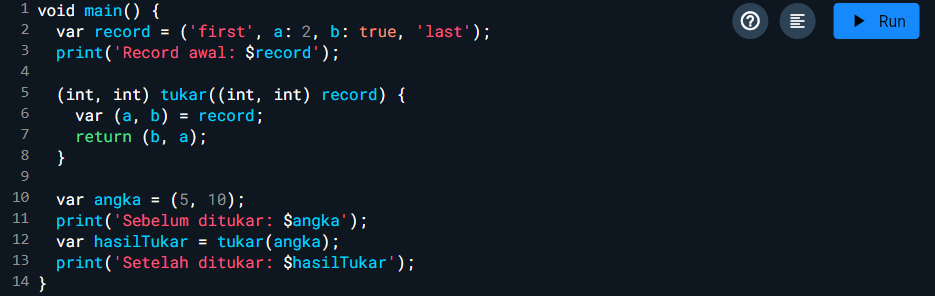 1 void main() {
2   var record = ('first', a: 2, b: true, 'last');
3   print('Record awal: $record');
4
5   (int, int) tukar((int, int) record) {
6     var (a, b) = record;
7     return (b, a);
8   }
9
10   var angka = (5, 10);
11   print('Sebelum ditukar: $angka');
12   var hasilTukar = tukar(angka);
13   print('Setelah ditukar: $hasilTukar');
14 }
? Run